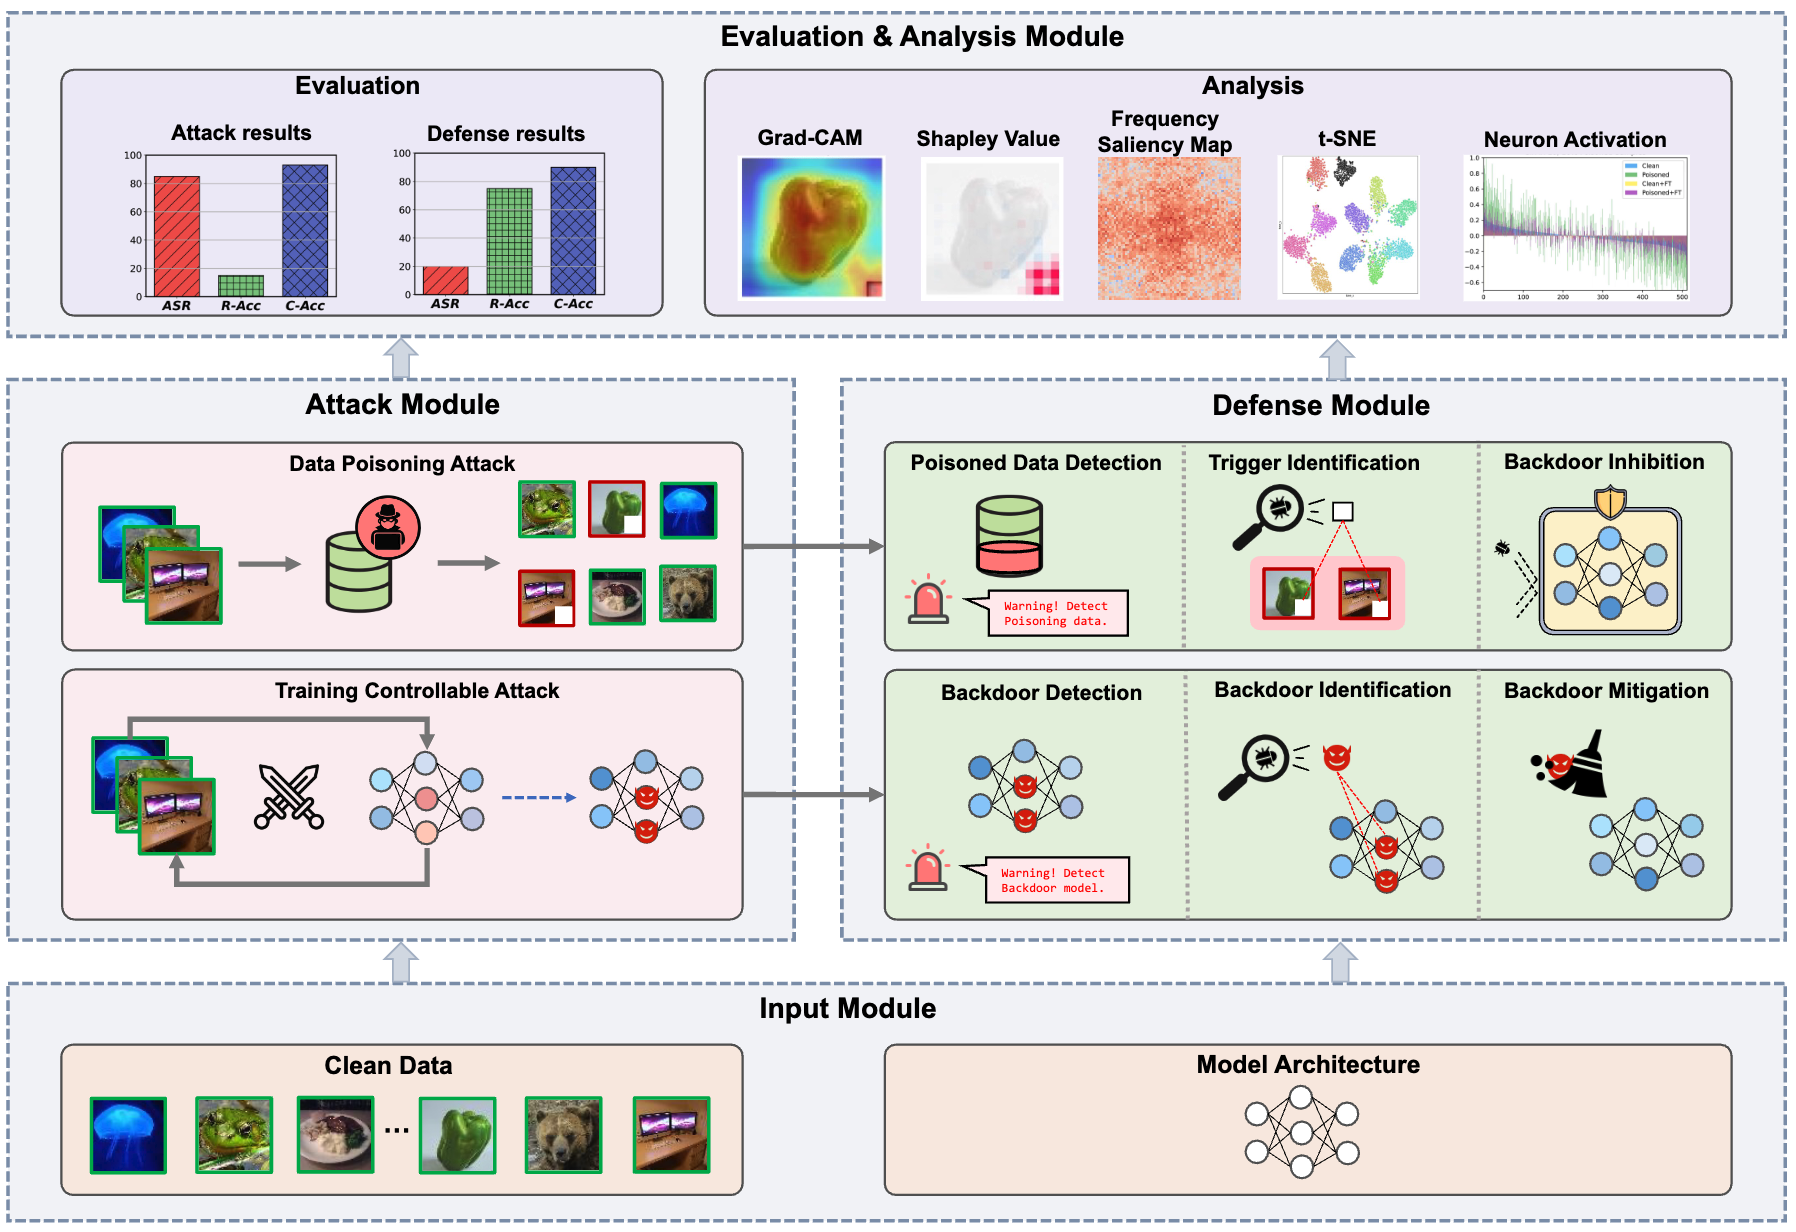 Evaluation & Analysis Module
Evaluation
Attack results
100
80
60
40
20
0
ASR R-Acc C-Acc
Defense results
100
80
60
40
20
0
ASR R-Acc C-Acc
Analysis
Grad-CAM
Shapley Value
Frequency
Saliency Map
t-SNE
Neuron Activation
1.0
0.8
0.6
0.4
0.2
0.0
−0.2
−0.4
−0.6
0 100 200 300 400 500
Clean
Poisoned
Clean+FT
Poisoned+FT
Attack Module
Data Poisoning Attack
Training Controllable Attack
Defense Module
Poisoned Data Detection
Warning! Detect
Poisoning data.
Trigger Identification
Backdoor Inhibition
Backdoor Detection
Warning! Detect
Backdoor model.
Backdoor Identification
Backdoor Mitigation
Input Module
Clean Data
...
Model Architecture